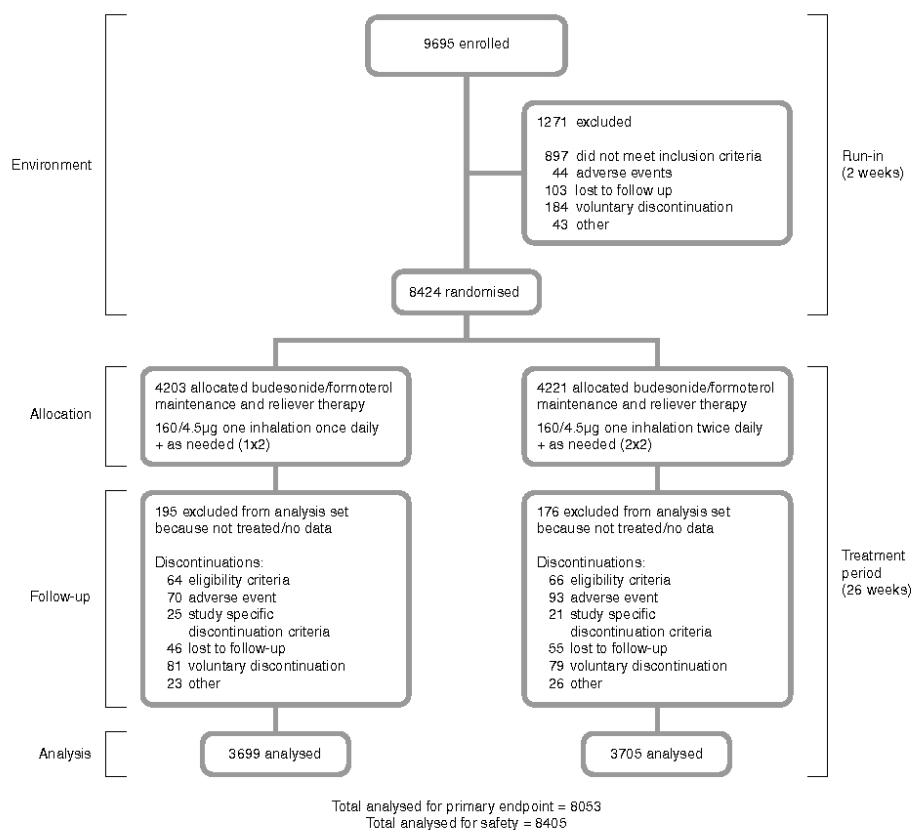 9695 enrolled
1271 excluded
897 did not meet inclusion criteria
44 adverse events
103 lost to follow up
184 voluntary discontinuation
43 other
Environment
Run-in
(2 weeks)
8424 randomised
Allocation
4203 allocated budesonide/formoterol
maintenance and reliever therapy
160/4.5µg one inhalation once daily
+ as needed (1x2)
4221 allocated budesonide/formoterol
maintenance and reliever therapy
160/4.5µg one inhalation twice daily
+ as needed (2x2)
Follow-up
195 excluded from analysis set
because not treated/no data
Discontinuations:
64 eligibility criteria
70 adverse event
25 study specific
discontinuation criteria
46 lost to follow-up
81 voluntary discontinuation
23 other
176 excluded from analysis set
because not treated/no data
Discontinuations:
66 eligibility criteria
93 adverse event
21 study specific
discontinuation criteria
55 lost to follow-up
79 voluntary discontinuation
26 other
Treatment
period
(26 weeks)
Analysis
3699 analysed
3705 analysed
Total analysed for primary endpoint = 8053
Total analysed for safety = 8405